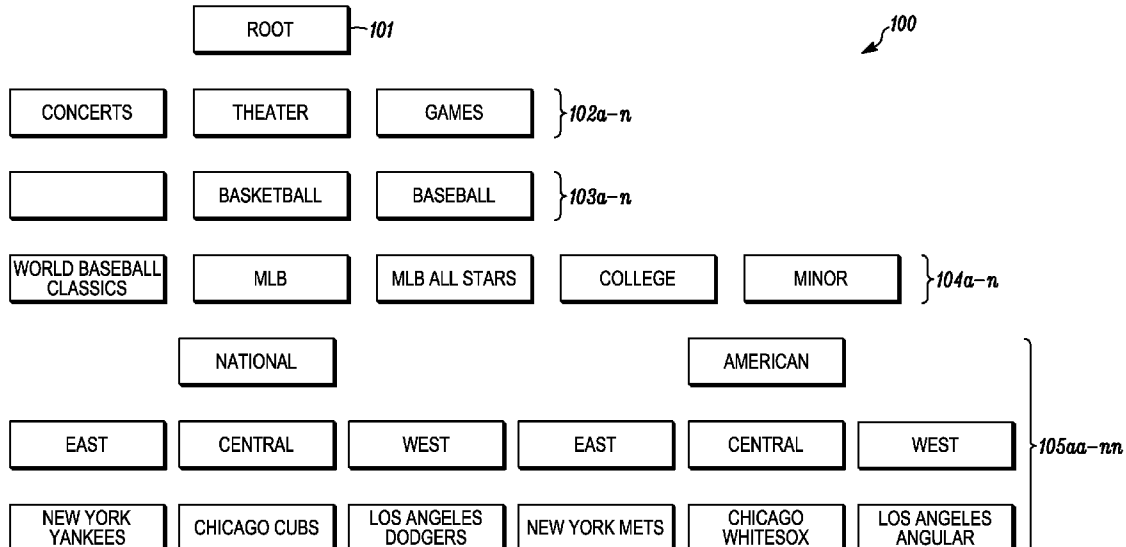 ROOT 101 100
CONCERTS THEATER GAMES 102a-n
BASKETBALL BASEBALL 103a-n
WORLD BASEBALL
CLASSICS MLB MLB ALL STARS COLLEGE MINOR 104a-n
NATIONAL AMERICAN
EAST CENTRAL WEST EAST CENTRAL WEST 105aa-nn
NEW YORK
YANKEES CHICAGO CUBS LOS ANGELES
DODGERS NEW YORK METS CHICAGO
WHITESOX LOS ANGELES
ANGULAR